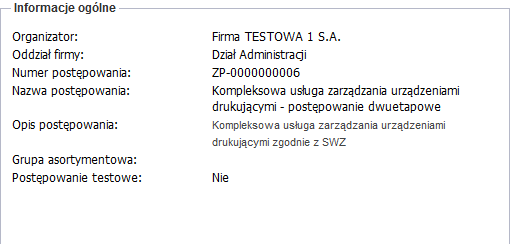 Informacje ogólne
Organizator: Firma TESTOWA 1 S.A.
Oddział firmy: Dział Administracji
Numer postępowania: ZP-0000000006
Nazwa postępowania: Kompleksowa usługa zarządzania urządzeniami
drukującymi - postępowanie dwuetapowe
Opis postępowania: Kompleksowa usługa zarządzania urządzeniami
drukującymi zgodnie z SWZ
Grupa asortymentowa:
Postępowanie testowe: Nie